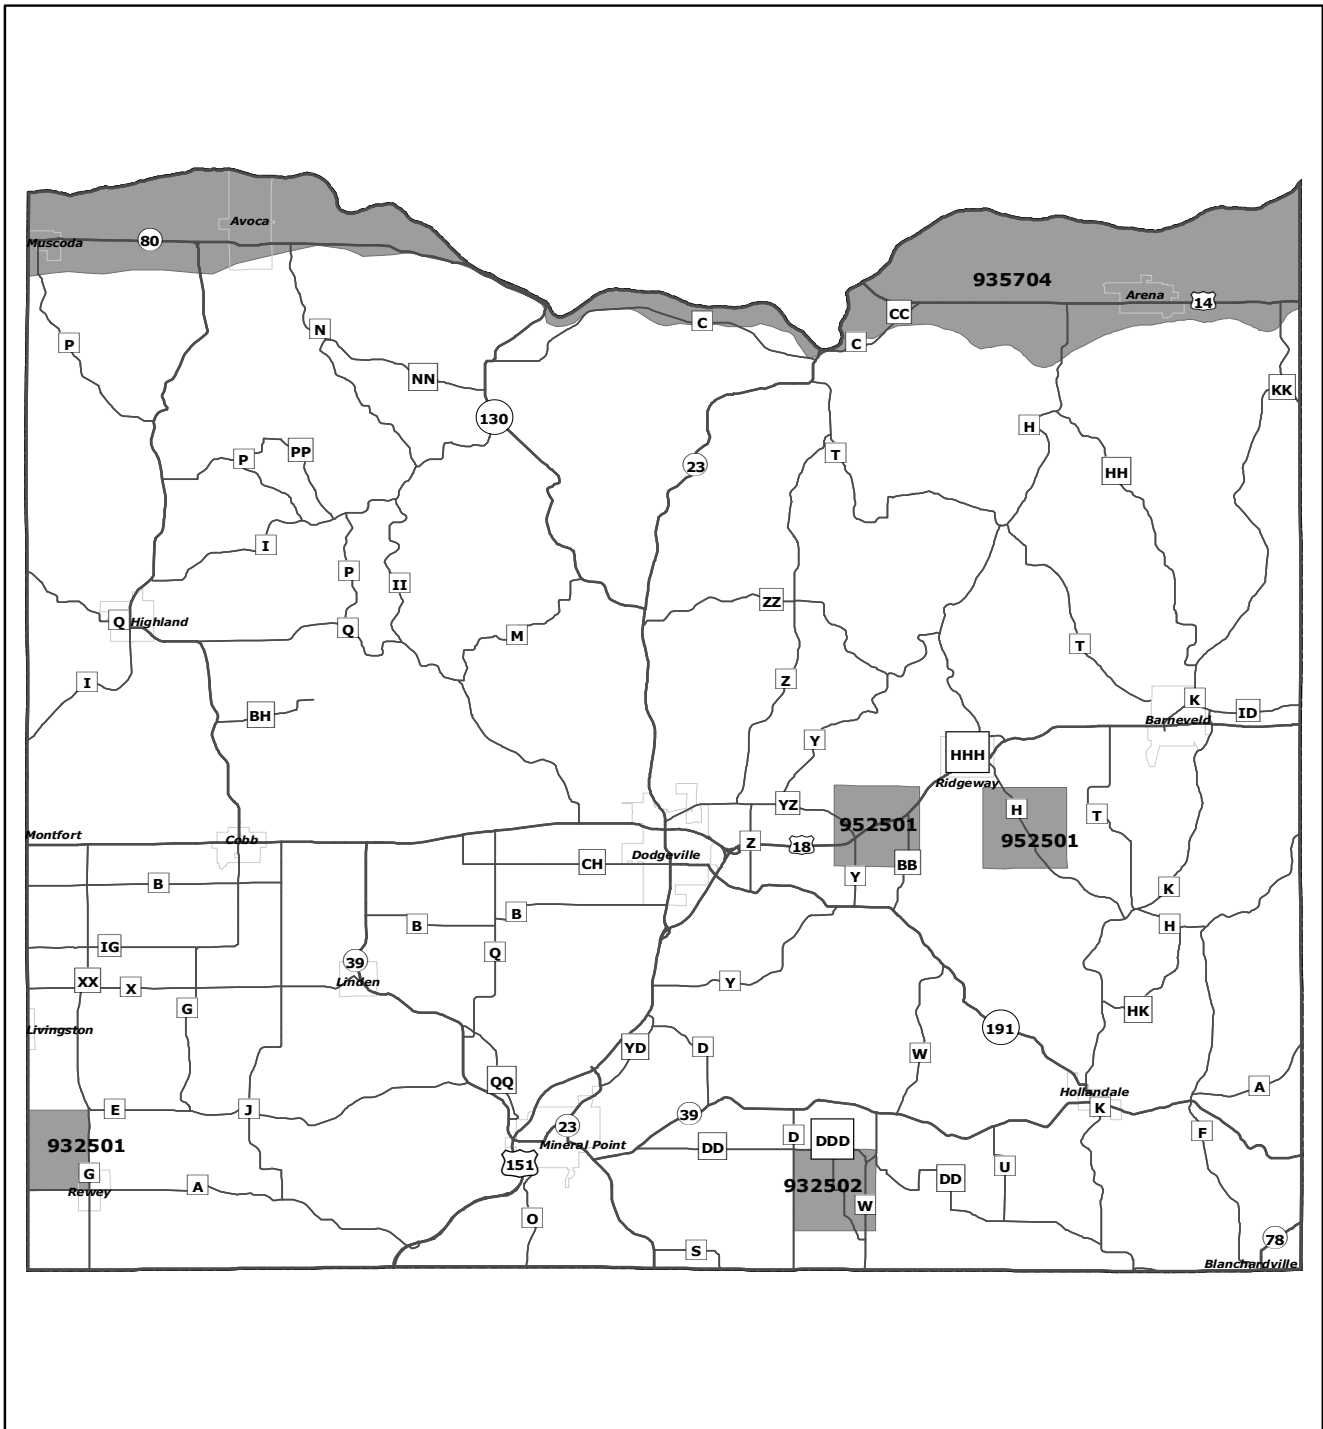 Avoca
Muscoda
80
935704
Arena
14
CC
C
C
N
P
NN
KK
130
H
T
PP
P
23
HH
I
P
II
ZZ
Q
Highland
Q
M
T
I
Z
K
BH
ID
Barneveld
Y
HHH
Ridgeway
YZ
H
T
952501
952501
Montfort
Cobb
Z
18
Dodgeville
CH
BB
Y
B
K
B
B
H
IG
Q
39
XX
X
Linden
Y
G
HK
Livingston
191
YD
D
W
QQ
A
Hollandale
E
J
K
39
23
F
D
DDD
932501
Mineral Point
DD
151
U
G
DD
Rewey
A
932502
W
O
78
S
Blanchardville